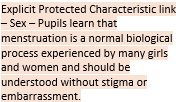 Explicit Protected Characteristic link
– Sex – Pupils learn that
menstruation is a normal biological
process experienced by many girls
and women and should be
understood without stigma or
embarrassment.